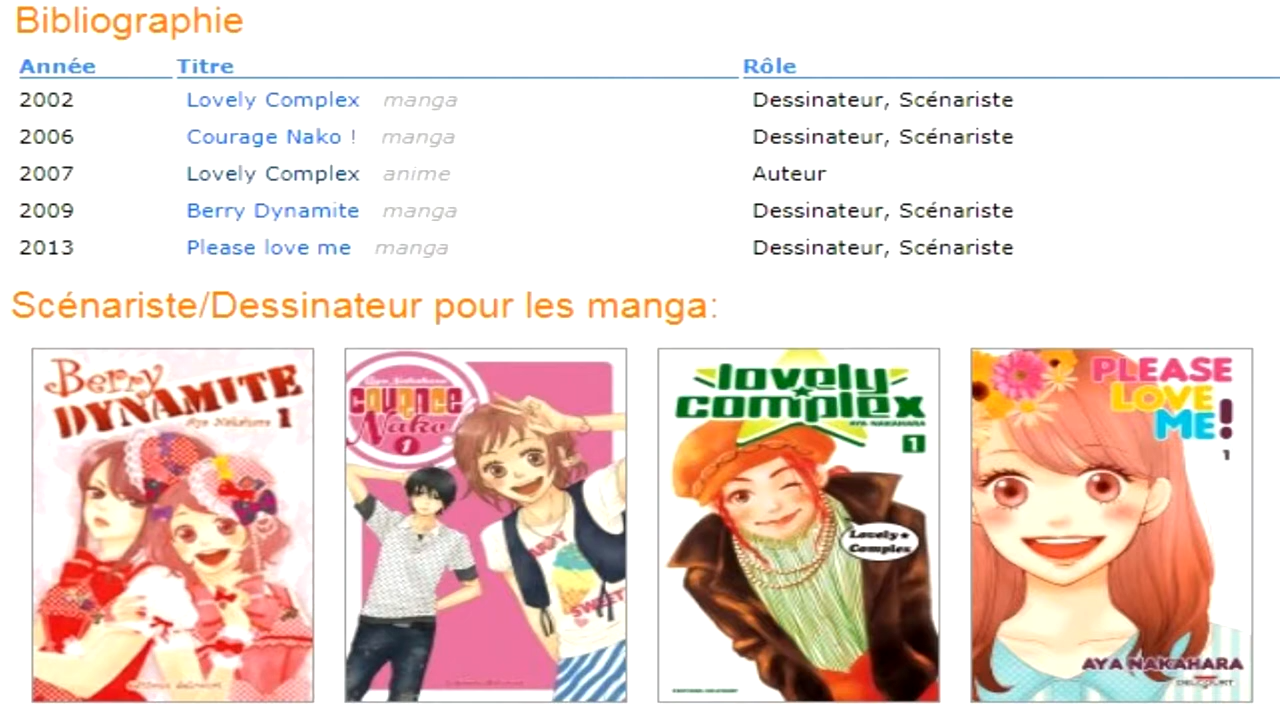 Bibliographie
Année Titre Rôle
2002 Lovely Complex manga Dessinateur, Scénariste
2006 Courage Nako ! manga Dessinateur, Scénariste
2007 Lovely Complex anime Auteur
2009 Berry Dynamite manga Dessinateur, Scénariste
2013 Please love me manga Dessinateur, Scénariste
Scénariste/Dessinateur pour les manga:
Berry
DYNAMITE
Aya Nakahara 1
Aya Nakahara
COURAGE
Nako
1
lovely
complex
AYA NAKAHARA
1
Lovely★
Complex
PLEASE
LOVE
ME!
1
AYA NAKAHARA
DELCOURT
SWEET